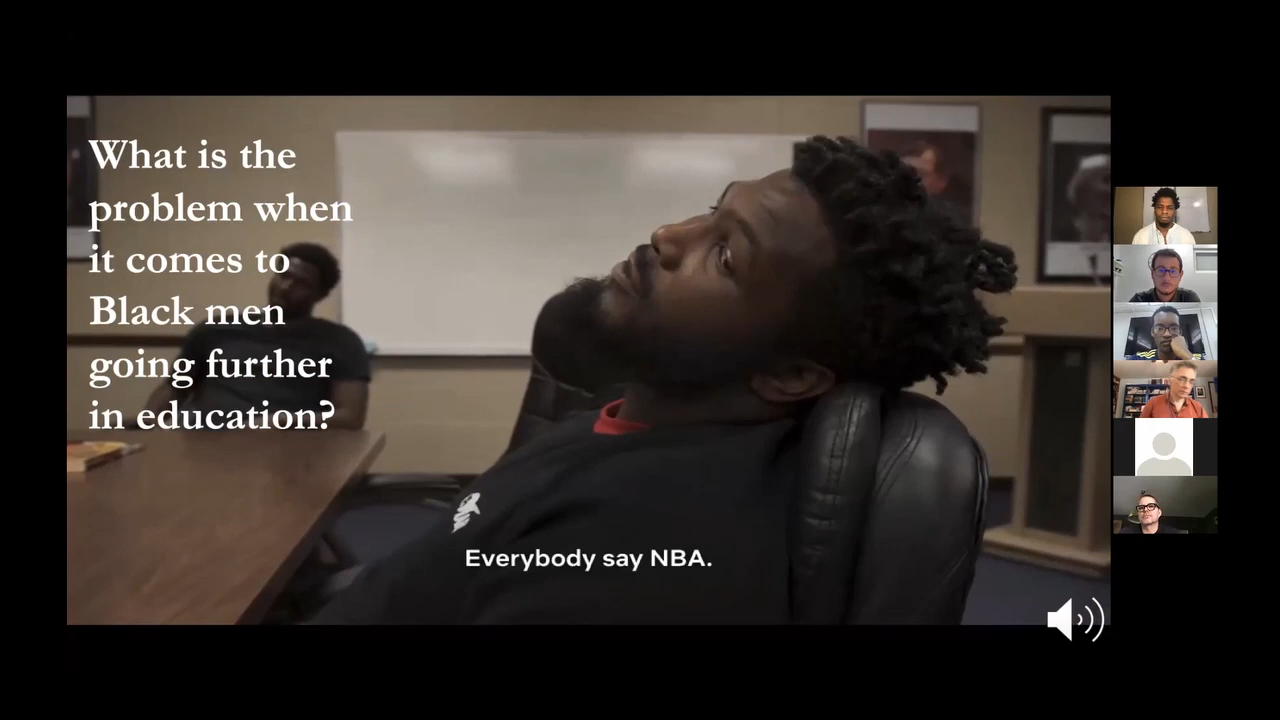 What is the
problem when
it comes to
Black men
going further
in education?
Everybody say NBA.